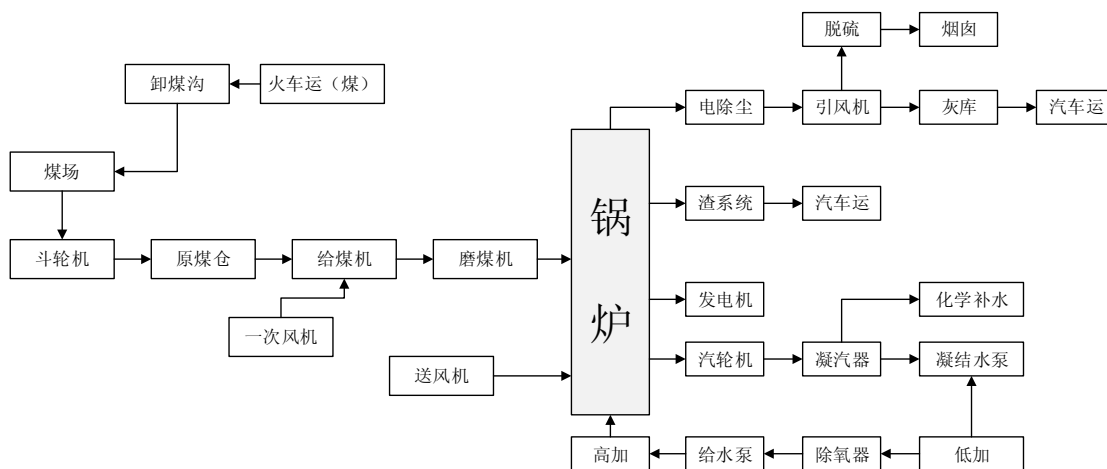 脱硫
烟囱
卸煤沟
火车运（煤）
电除尘
引风机
灰库
汽车运
煤场
锅
炉
渣系统
汽车运
斗轮机
原煤仓
给煤机
磨煤机
发电机
化学补水
一次风机
送风机
汽轮机
凝汽器
凝结水泵
高加
给水泵
除氧器
低加